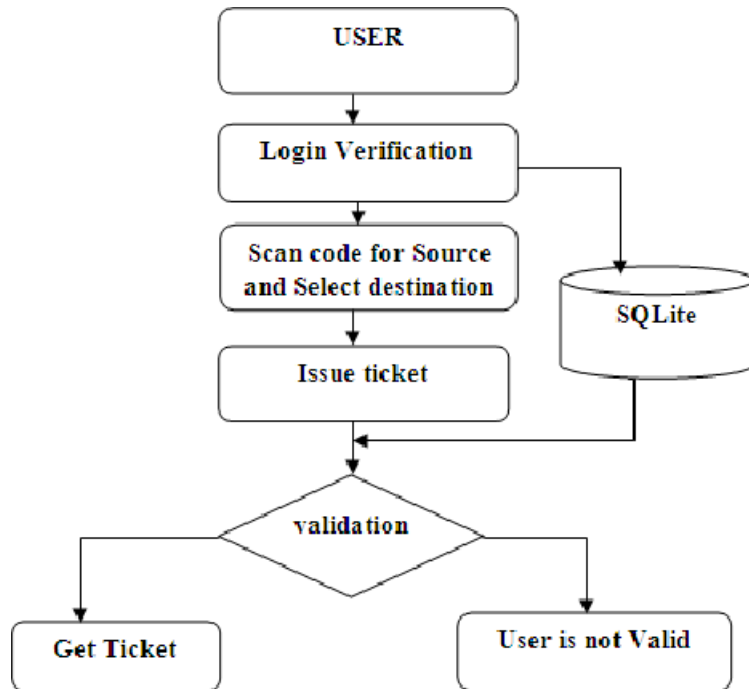 USER
Login Verification
Scan code for Source
and Select destination
SQLite
Issue ticket
validation
Get Ticket
User is not Valid